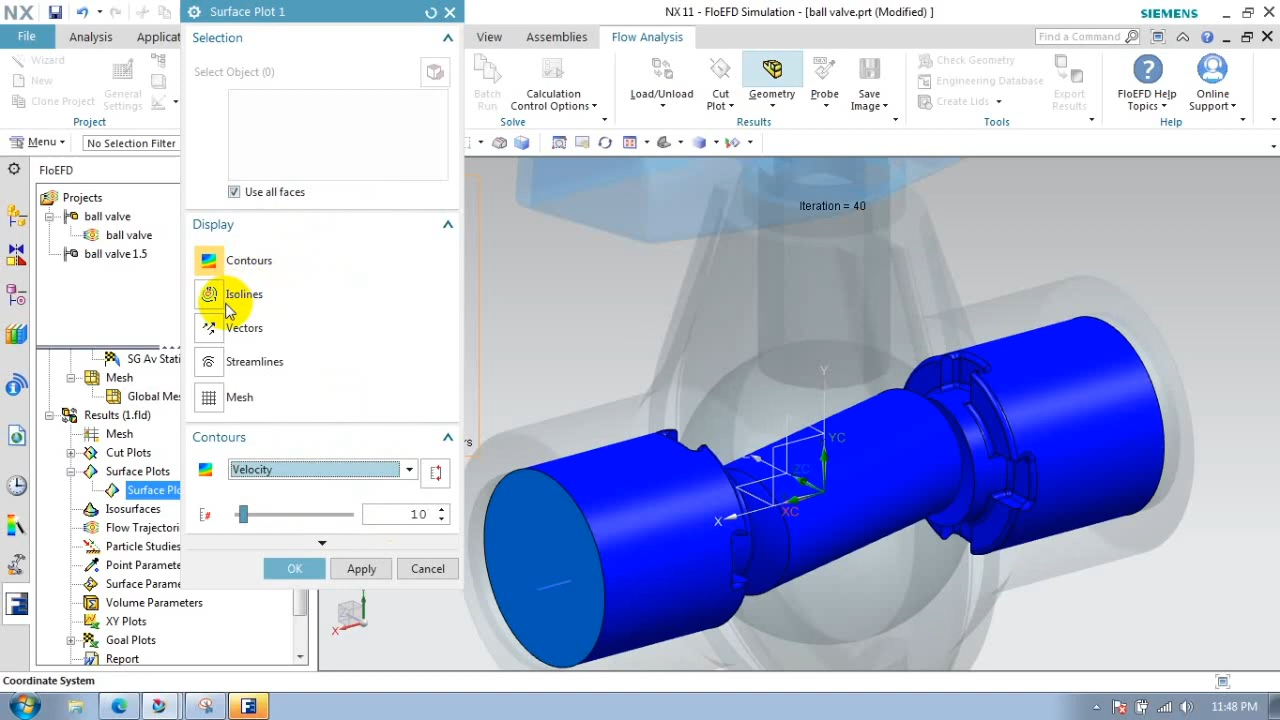 Surface Plot 1
NX 11 - FloEFD Simulation - [ball valve.prt (Modified) ]
SIEMENS
NX
File
Analysis
Applicat
View
Assemblies
Flow Analysis
Find a Command
Wizard
New
Clone Project
General
Settings
Project
Selection
Select Object (0)
Use all faces
Batch
Run
Calculation
Control Options
Solve
Load/Unload
Cut
Plot
Geometry
Probe
Save
Image
Results
Check Geometry
Engineering Database
Create Lids
Export
Results
Tools
FloEFD Help
Topics
Online
Support
Help
Menu
No Selection Filter
FloEFD
Projects
ball valve
ball valve
ball valve 1.5
SG Av Stati
Mesh
Global Mes
Results (1.fld)
Mesh
Cut Plots
Surface Plots
Surface Plo
Isosurfaces
Flow Trajectori
Particle Studies
Point Paramete
Surface Parame
Volume Parameters
XY Plots
Goal Plots
Report
Display
Contours
Isolines
Vectors
Streamlines
Mesh
Contours
Velocity
10
OK
Apply
Cancel
Iteration = 40
Y
YC
ZC
XC
X
X
Coordinate System
11:48 PM